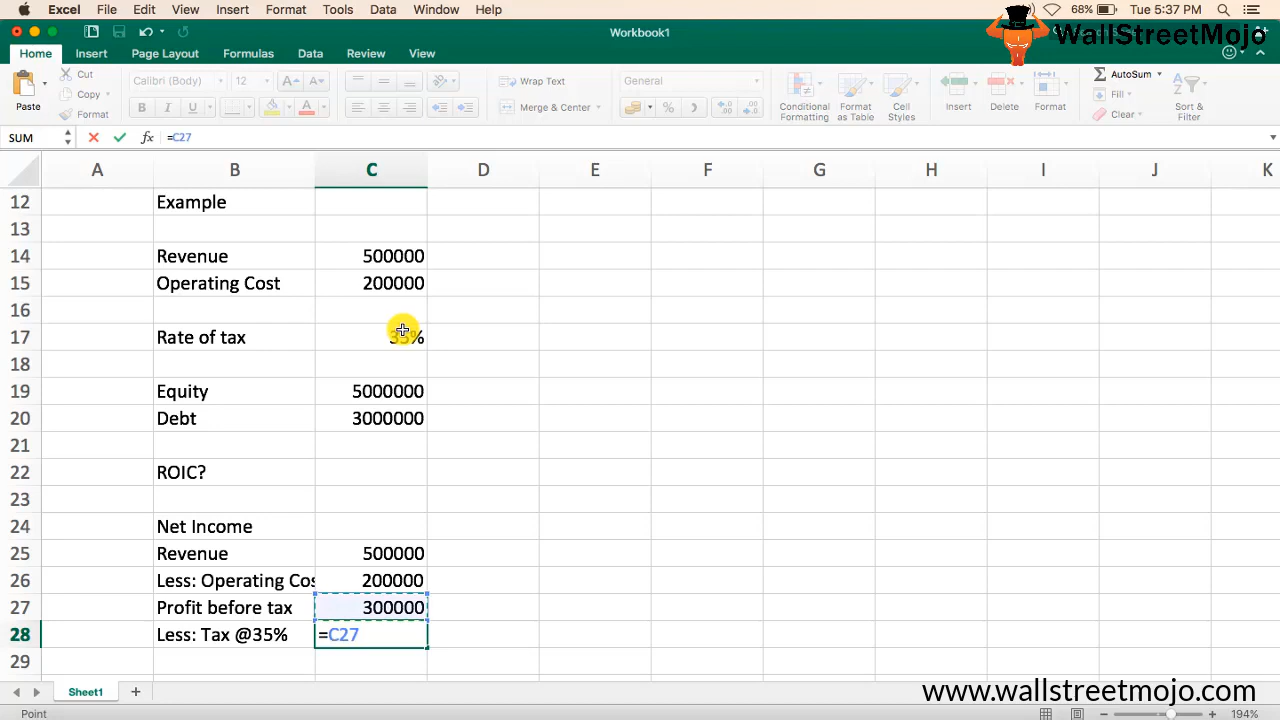 Excel File Edit View Insert Format Tools Data Window Help 68% Tue 5:37 PM
Workbook1
WallStreetMojo
Home Insert Page Layout Formulas Data Review View
Paste Cut Copy Format Calibri (Body) 12 A A B I U A Wrap Text Merge & Center General % Conditional Formatting Format as Table Cell Styles Insert Delete Format AutoSum Fill Clear Sort & Filter
SUM fx =C27
A B C D E F G H I J K
12 Example
13
14 Revenue 500000
15 Operating Cost 200000
16
17 Rate of tax 35%
18
19 Equity 5000000
20 Debt 3000000
21
22 ROIC?
23
24 Net Income
25 Revenue 500000
26 Less: Operating Cos 200000
27 Profit before tax 300000
28 Less: Tax @35% =C27
29
Sheet1 +
www.wallstreetmojo.com
Point 194%